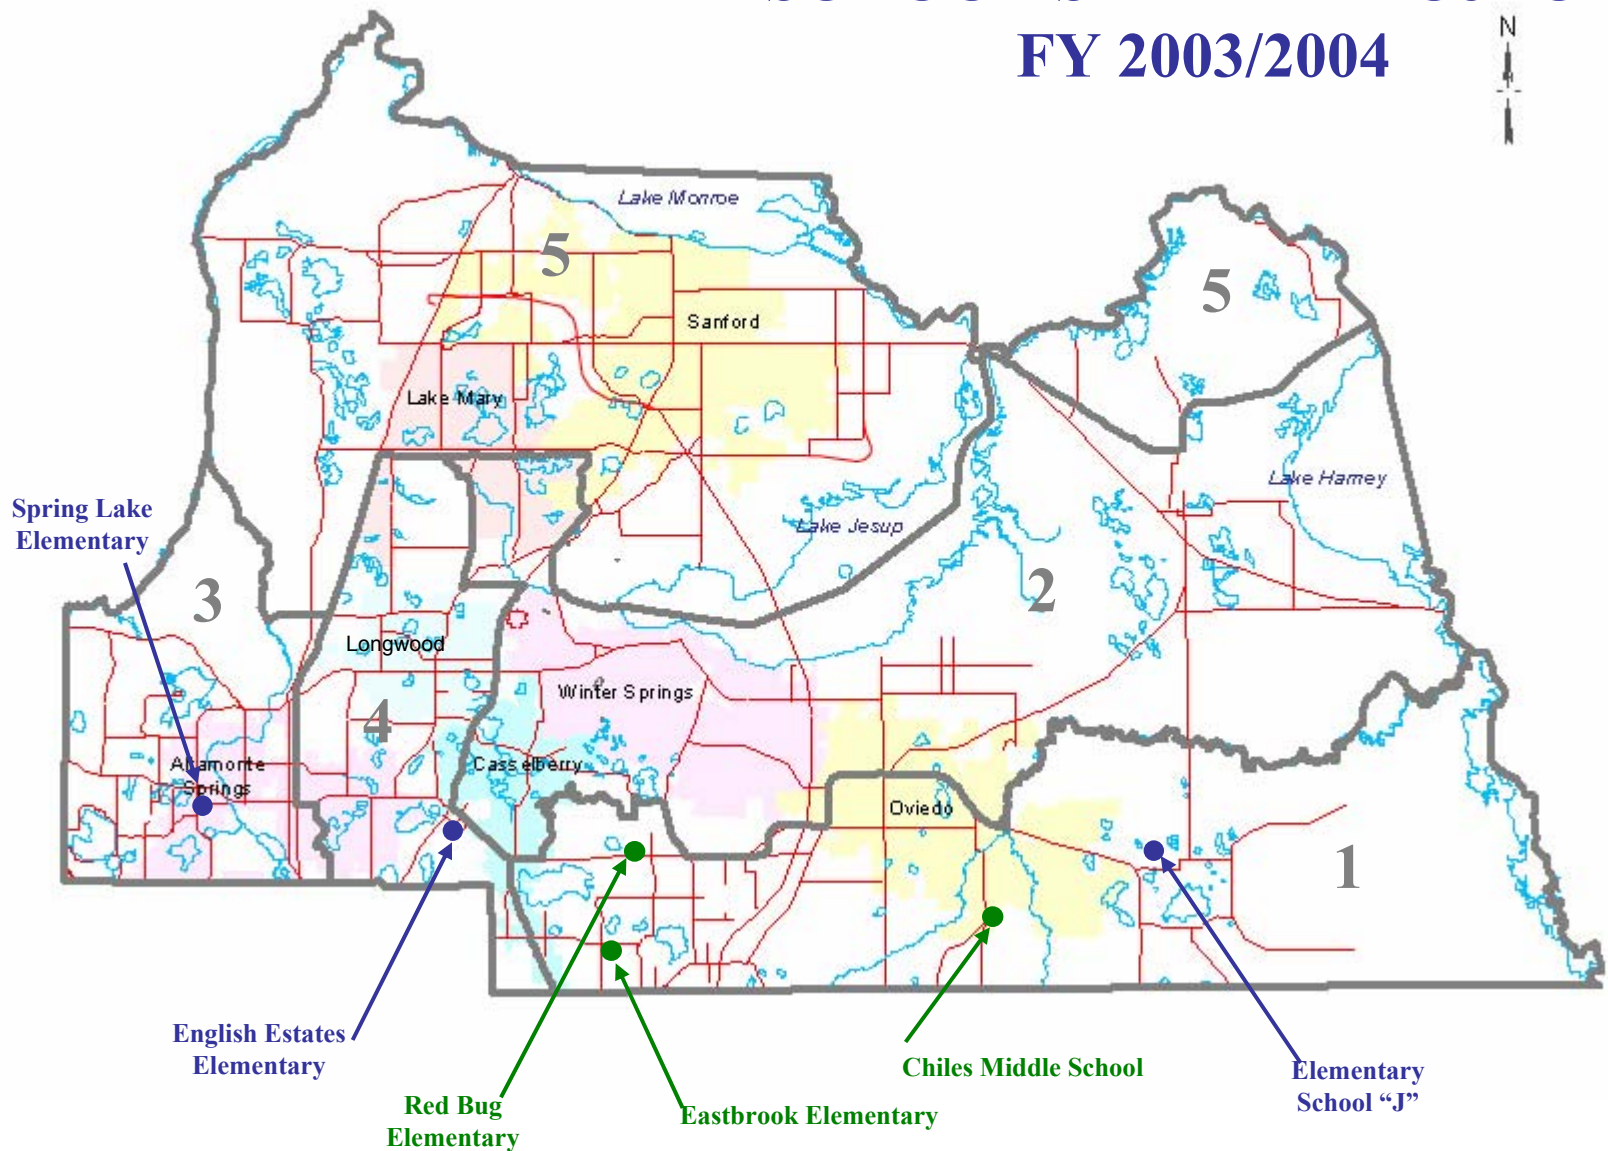 FY 2003/2004
N
Lake Monroe
5
5
Sanford
Lake Mary
Lake Harney
Spring Lake
Elementary
Lake Jesup
3
2
Longwood
Winter Springs
4
Altamonte
Springs
Casselberry
Oviedo
1
English Estates
Elementary
Chiles Middle School
Elementary
School “J”
Red Bug
Elementary
Eastbrook Elementary